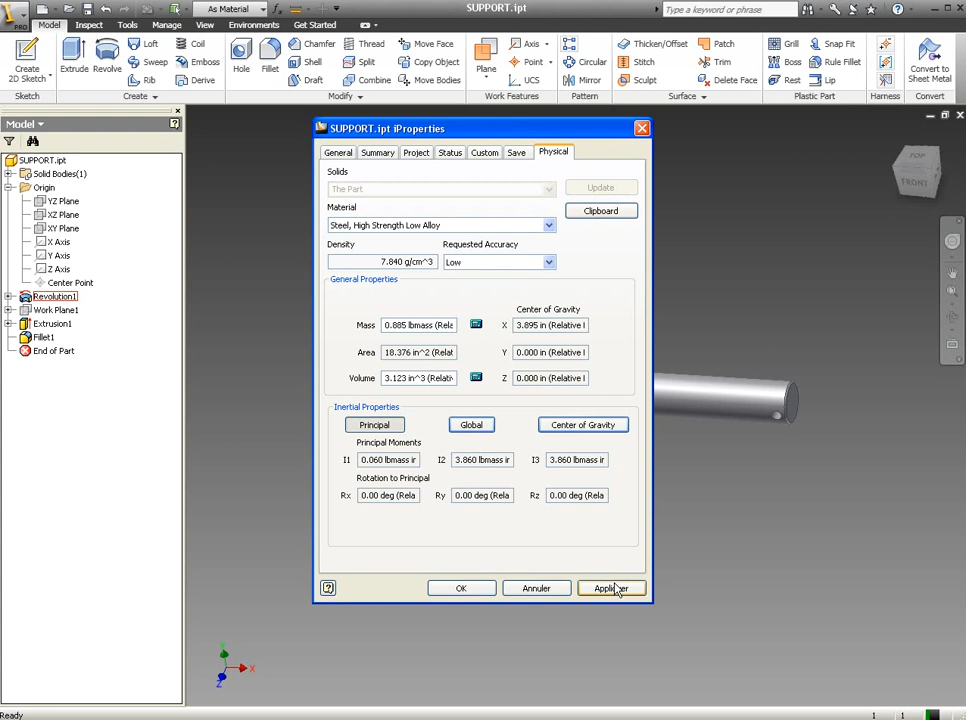 SUPPORT.ipt
As Material
Type a keyword or phrase
PRO
Model Inspect Tools Manage View Environments Get Started
Create 2D Sketch
Extrude
Revolve
Loft
Sweep
Rib
Coil
Emboss
Derive
Hole
Fillet
Chamfer
Shell
Draft
Thread
Split
Combine
Move Face
Copy Object
Move Bodies
Plane
Axis
Point
UCS
Circular
Mirror
Thicken/Offset
Stitch
Sculpt
Patch
Trim
Delete Face
Grill
Boss
Rest
Snap Fit
Rule Fillet
Lip
Convert to Sheet Metal
Sketch Create Modify Work Features Pattern Surface Plastic Part Harness Convert
Model
SUPPORT.ipt
Solid Bodies(1)
Origin
YZ Plane
XZ Plane
XY Plane
X Axis
Y Axis
Z Axis
Center Point
Revolution1
Work Plane1
Extrusion1
Fillet1
End of Part
SUPPORT.ipt iProperties
General Summary Project Status Custom Save Physical
Solids
The Part
Update
Material
Clipboard
Steel, High Strength Low Alloy
Density
Requested Accuracy
7.840 g/cm^3
Low
General Properties
Center of Gravity
Mass 0.885 lbmass (Rela X 3.895 in (Relative
Area 18.376 in^2 (Relat Y 0.000 in (Relative
Volume 3.123 in^3 (Relativ Z 0.000 in (Relative
Inertial Properties
Principal Global Center of Gravity
Principal Moments
I1 0.060 lbmass ir I2 3.860 lbmass ir I3 3.860 lbmass ir
Rotation to Principal
Rx 0.00 deg (Rela Ry 0.00 deg (Rela Rz 0.00 deg (Rela
OK Annuler Appliquer
TOP
FRONT
Y
X
Z
Ready
1 1